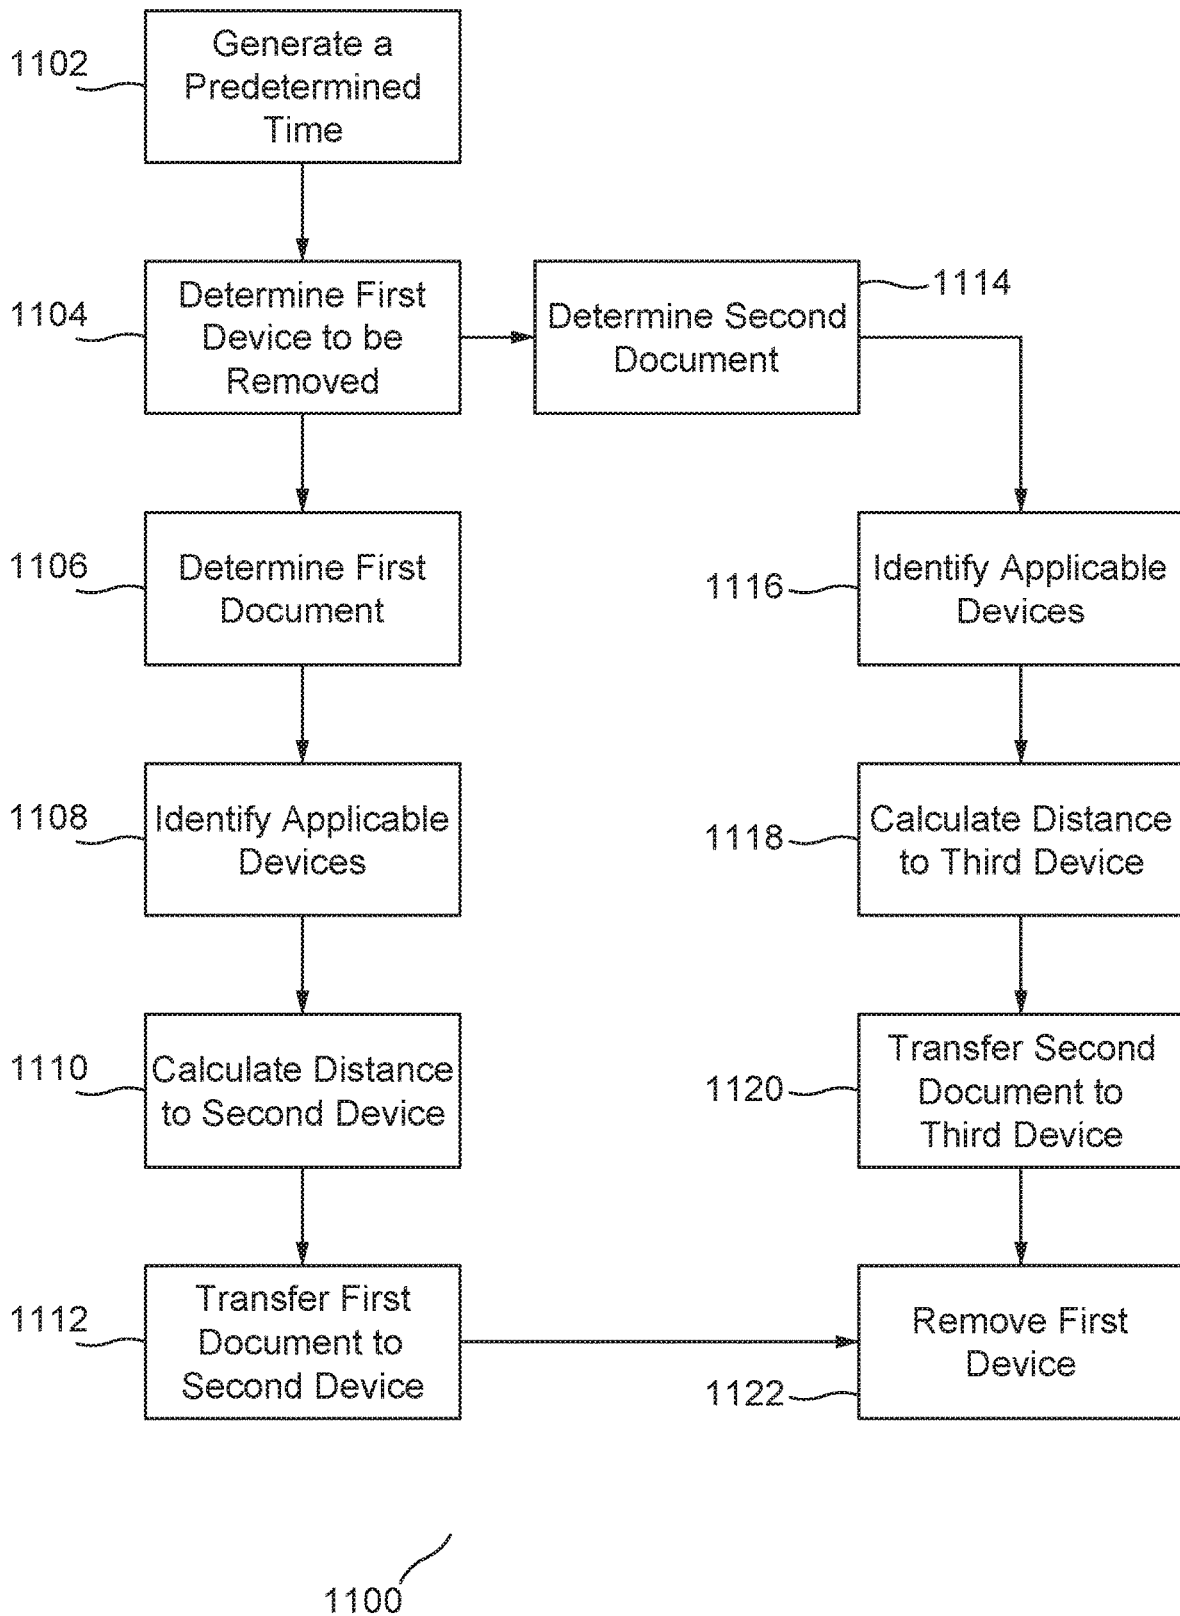 1102
Generate a
Predetermined
Time
1104
Determine First
Device to be
Removed
1114
Determine Second
Document
1106
Determine First
Document
1116
Identify Applicable
Devices
1108
Identify Applicable
Devices
1118
Calculate Distance
to Third Device
1110
Calculate Distance
to Second Device
1120
Transfer Second
Document to
Third Device
1112
Transfer First
Document to
Second Device
1122
Remove First
Device
1100